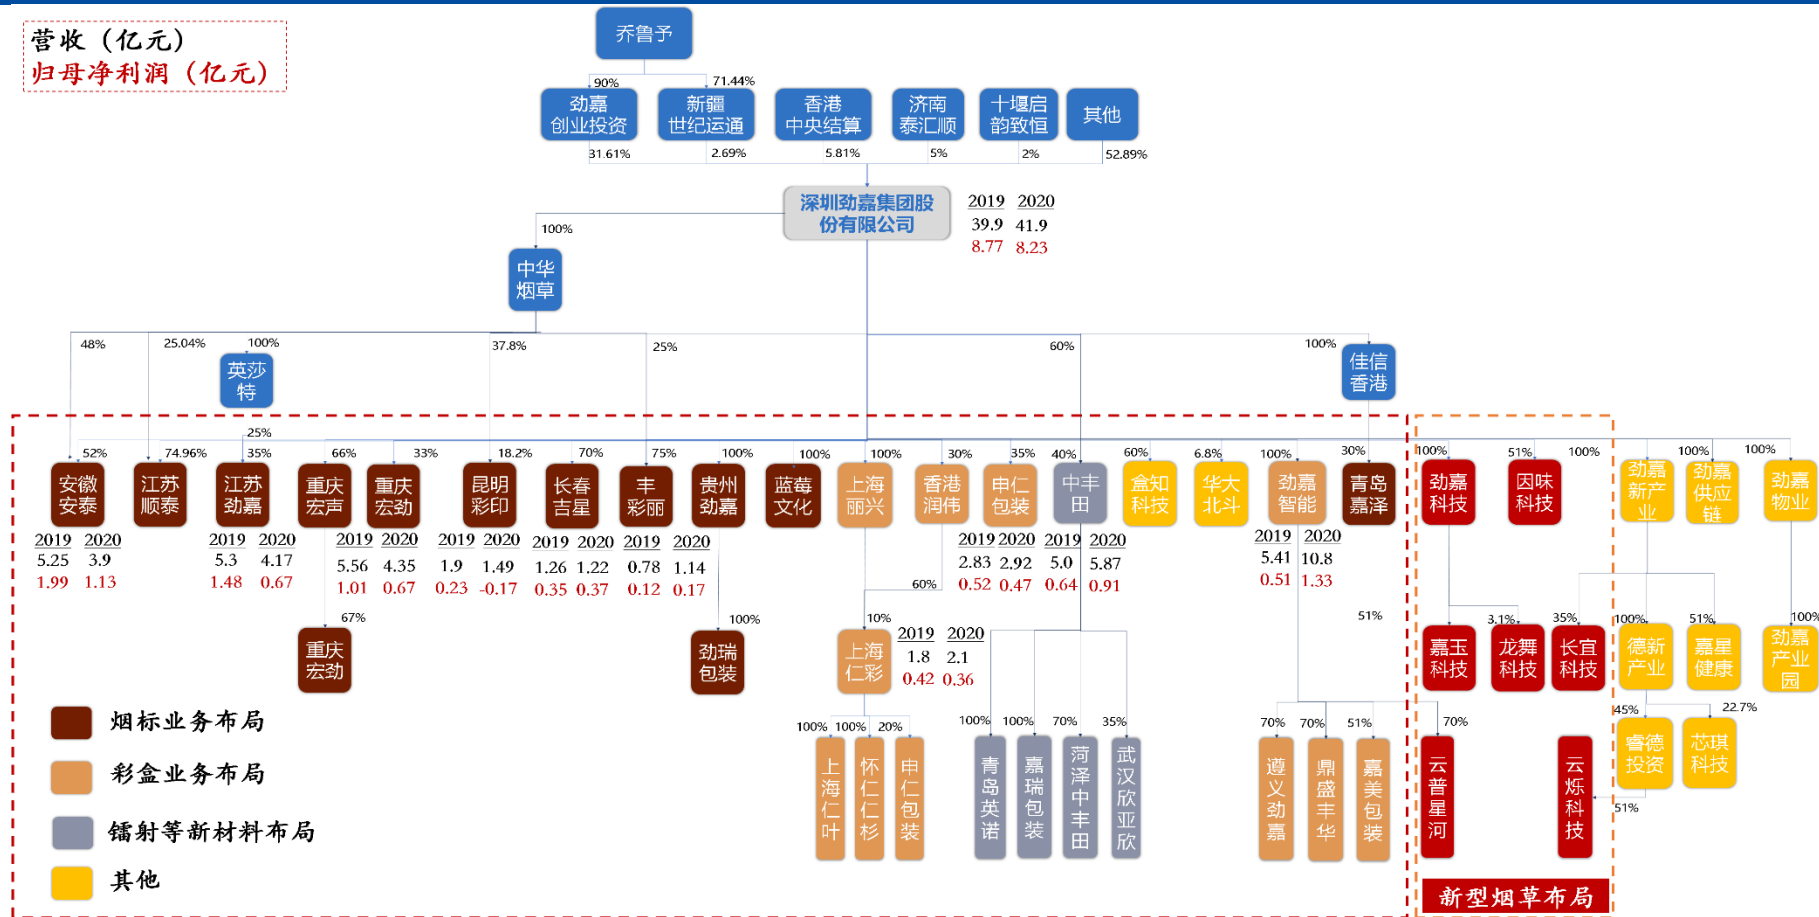 营收（亿元）
归母净利润（亿元）
乔鲁予
90%
71.44%
劲嘉
创业投资
新疆
世纪运通
香港
中央结算
济南
泰汇顺
十堰启
韵致恒
其他
31.61%
2.69%
5.81%
5%
2%
52.89%
深圳劲嘉集团股
份有限公司
2019 2020
39.9 41.9
8.77 8.23
100%
中华
烟草
48%
25.04%
100%
37.8%
25%
60%
100%
英莎
特
佳信
香港
25%
52%
74.96%
35%
66%
33%
18.2%
70%
75%
100%
100%
100%
30%
35%
40%
60%
6.8%
100%
30%
100%
51%
100%
100%
100%
安徽
安泰
江苏
顺泰
江苏
劲嘉
重庆
宏声
重庆
宏劲
昆明
彩印
长春
吉星
丰
彩丽
贵州
劲嘉
蓝莓
文化
上海
丽兴
香港
润伟
申仁
包装
中丰
田
盒知
科技
华大
北斗
劲嘉
智能
青岛
嘉泽
劲嘉
科技
因味
科技
劲嘉
新产
业
劲嘉
供应
链
劲嘉
物业
2019 2020
5.25 3.9
1.99 1.13
2019 2020
5.3 4.17
1.48 0.67
2019 2020
5.56 4.35
1.01 0.67
2019 2020
1.9 1.49
0.23 -0.17
2019 2020
1.26 1.22
0.35 0.37
2019 2020
0.78 1.14
0.12 0.17
2019 2020
2.83 2.92
0.52 0.47
2019 2020
5.0 5.87
0.64 0.91
2019 2020
5.41 10.8
0.51 1.33
60%
67%
100%
10%
51%
3.1%
35%
100%
51%
100%
重庆
宏劲
劲瑞
包装
上海
仁彩
2019 2020
1.8 2.1
0.42 0.36
嘉玉
科技
龙舞
科技
长宜
科技
德新
产业
嘉星
健康
劲嘉
产业
园
100%
100%
20%
100%
100%
70%
35%
70%
70%
51%
70%
45%
22.7%
上海仁叶
怀仁仁杉
申仁包装
青岛英诺
嘉瑞包装
菏泽中丰田
武汉欣亚欣
遵义劲嘉
鼎盛丰华
嘉美包装
云普星河
云烁科技
睿德
投资
芯琪
科技
51%
烟标业务布局
彩盒业务布局
镭射等新材料布局
其他
新型烟草布局